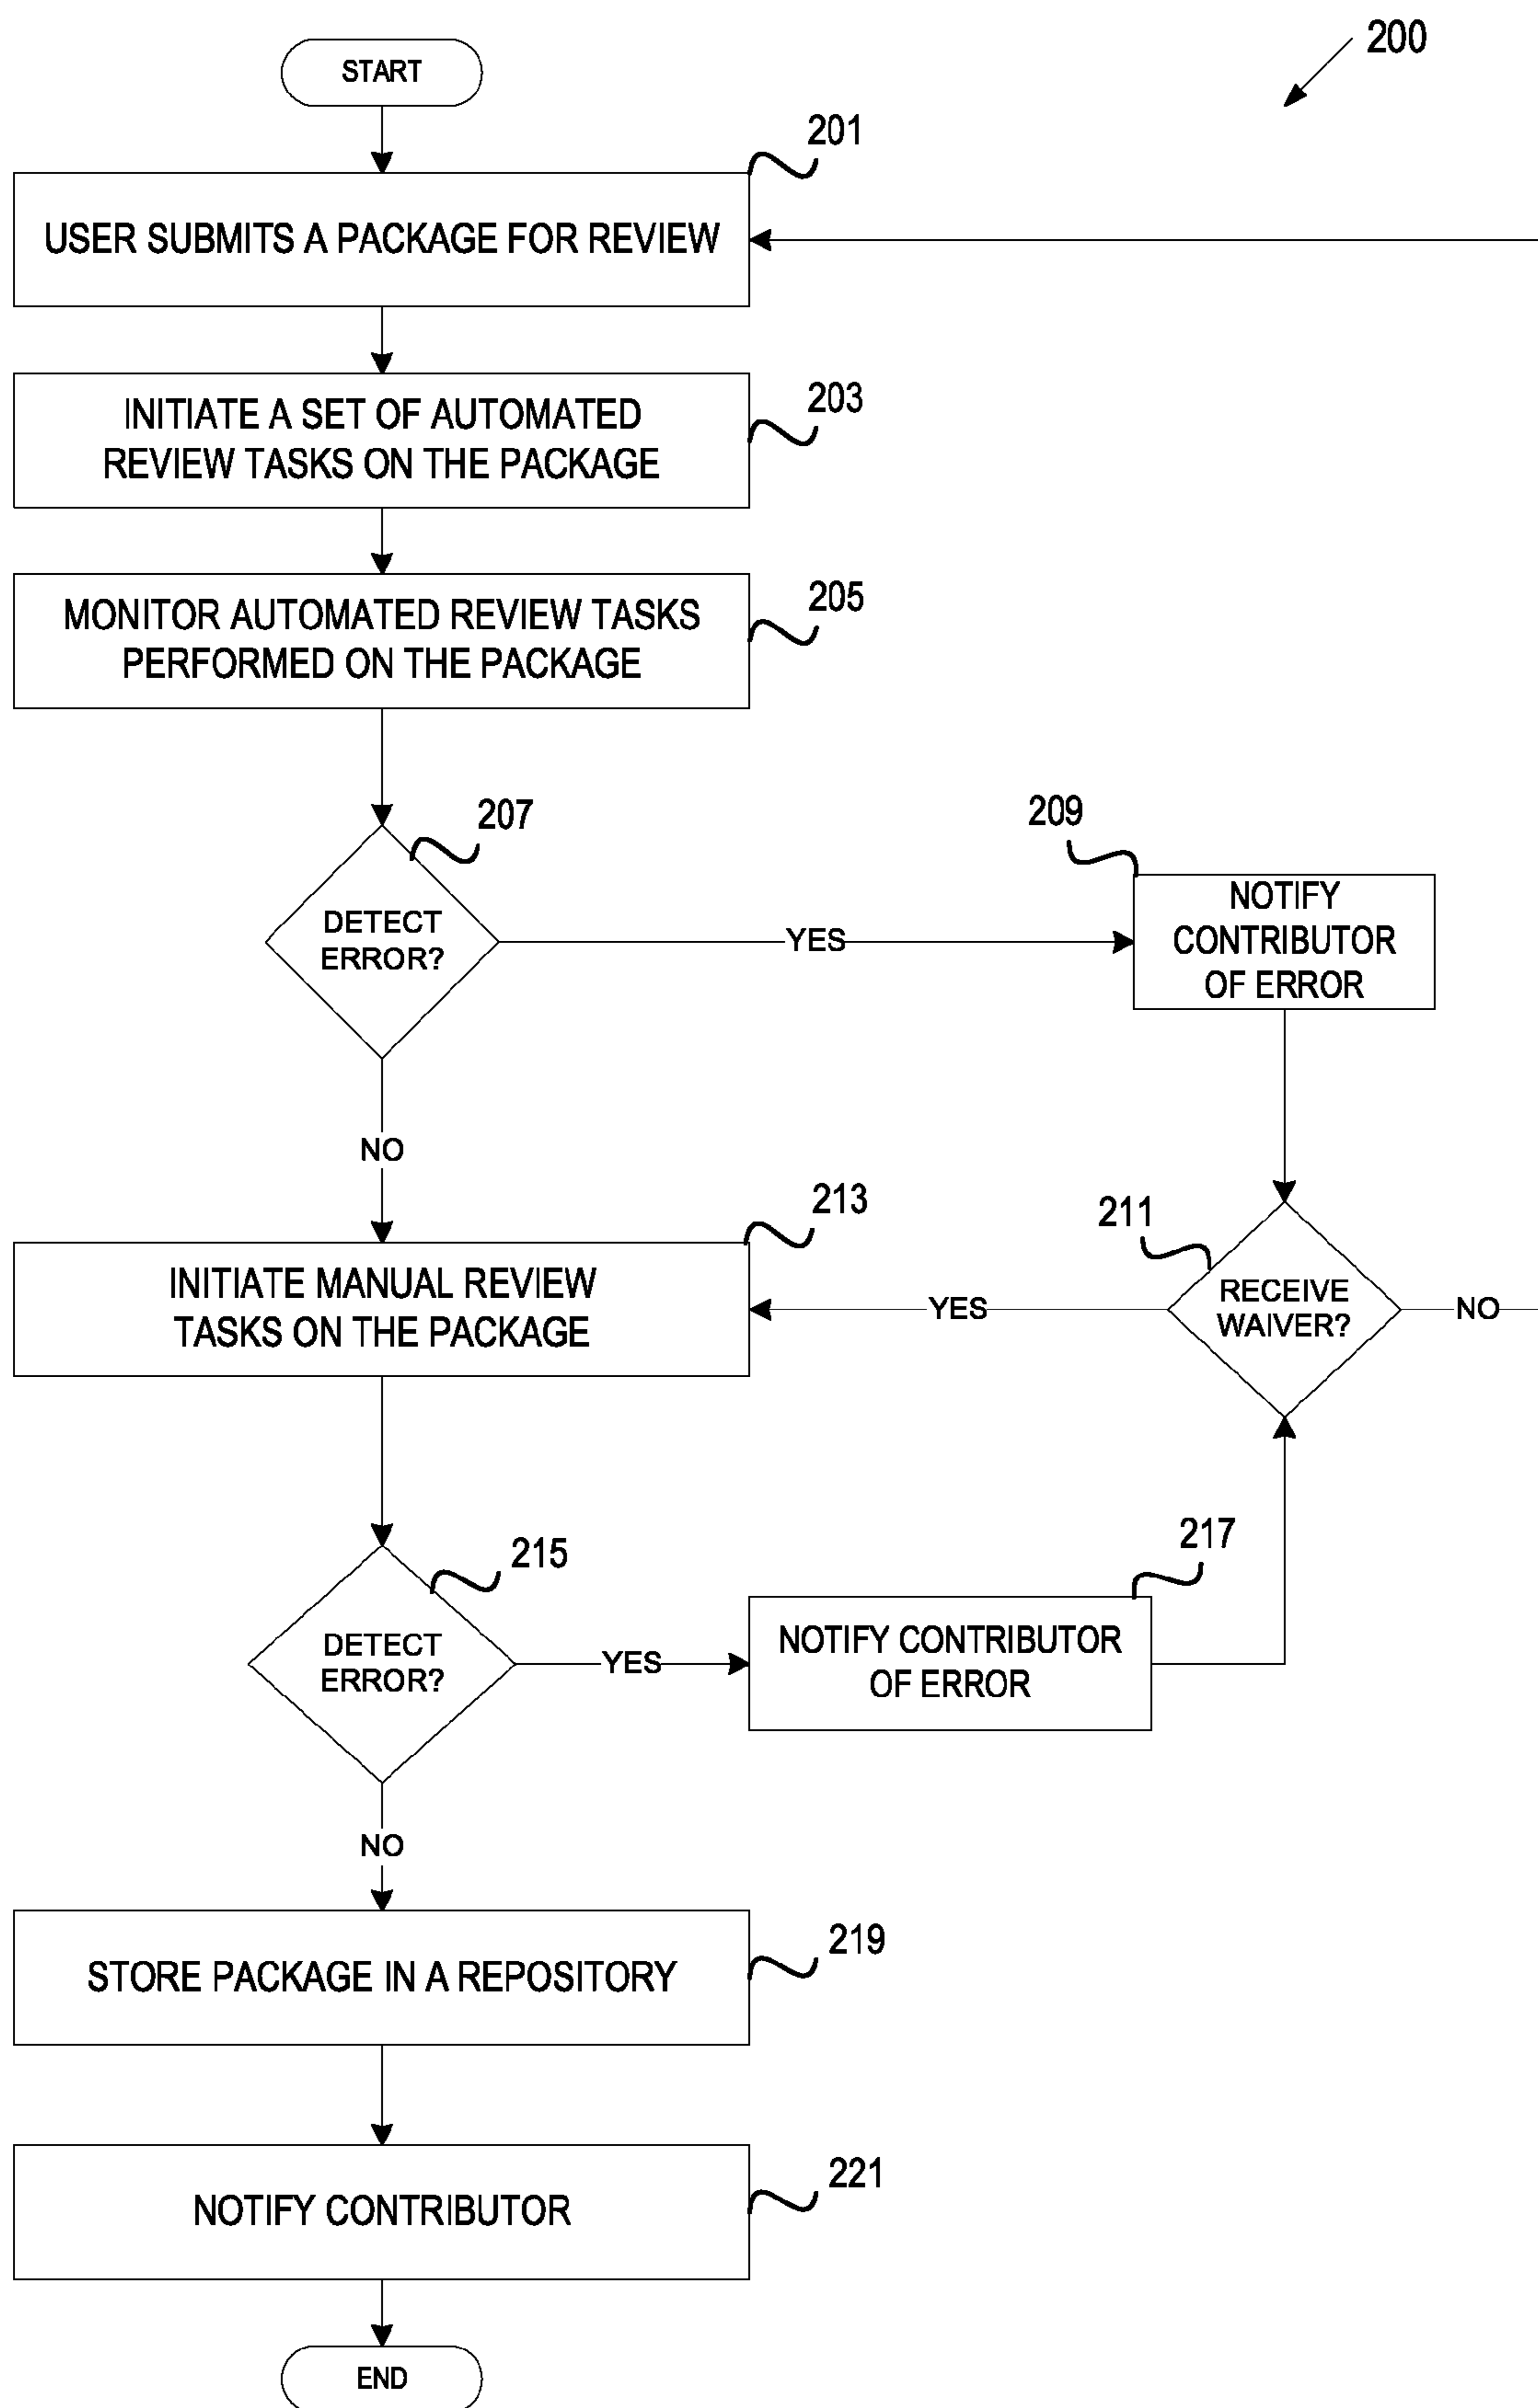 200
START
201
USER SUBMITS A PACKAGE FOR REVIEW
203
INITIATE A SET OF AUTOMATED
REVIEW TASKS ON THE PACKAGE
205
MONITOR AUTOMATED REVIEW TASKS
PERFORMED ON THE PACKAGE
207
DETECT
ERROR?
YES
209
NOTIFY
CONTRIBUTOR
OF ERROR
NO
213
INITIATE MANUAL REVIEW
TASKS ON THE PACKAGE
YES
211
RECEIVE
WAIVER?
NO
215
DETECT
ERROR?
YES
217
NOTIFY CONTRIBUTOR
OF ERROR
NO
219
STORE PACKAGE IN A REPOSITORY
221
NOTIFY CONTRIBUTOR
END